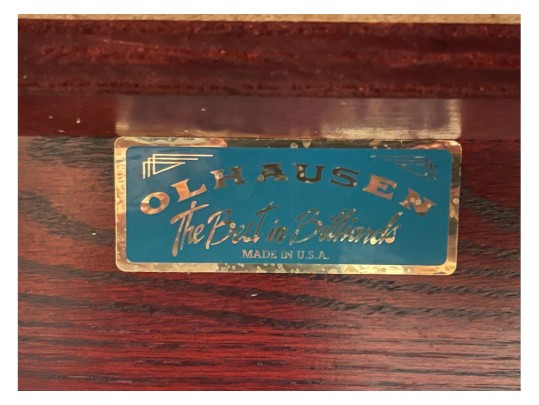 OLHAUSEN
The Best in Billiards
MADE IN U.S.A.